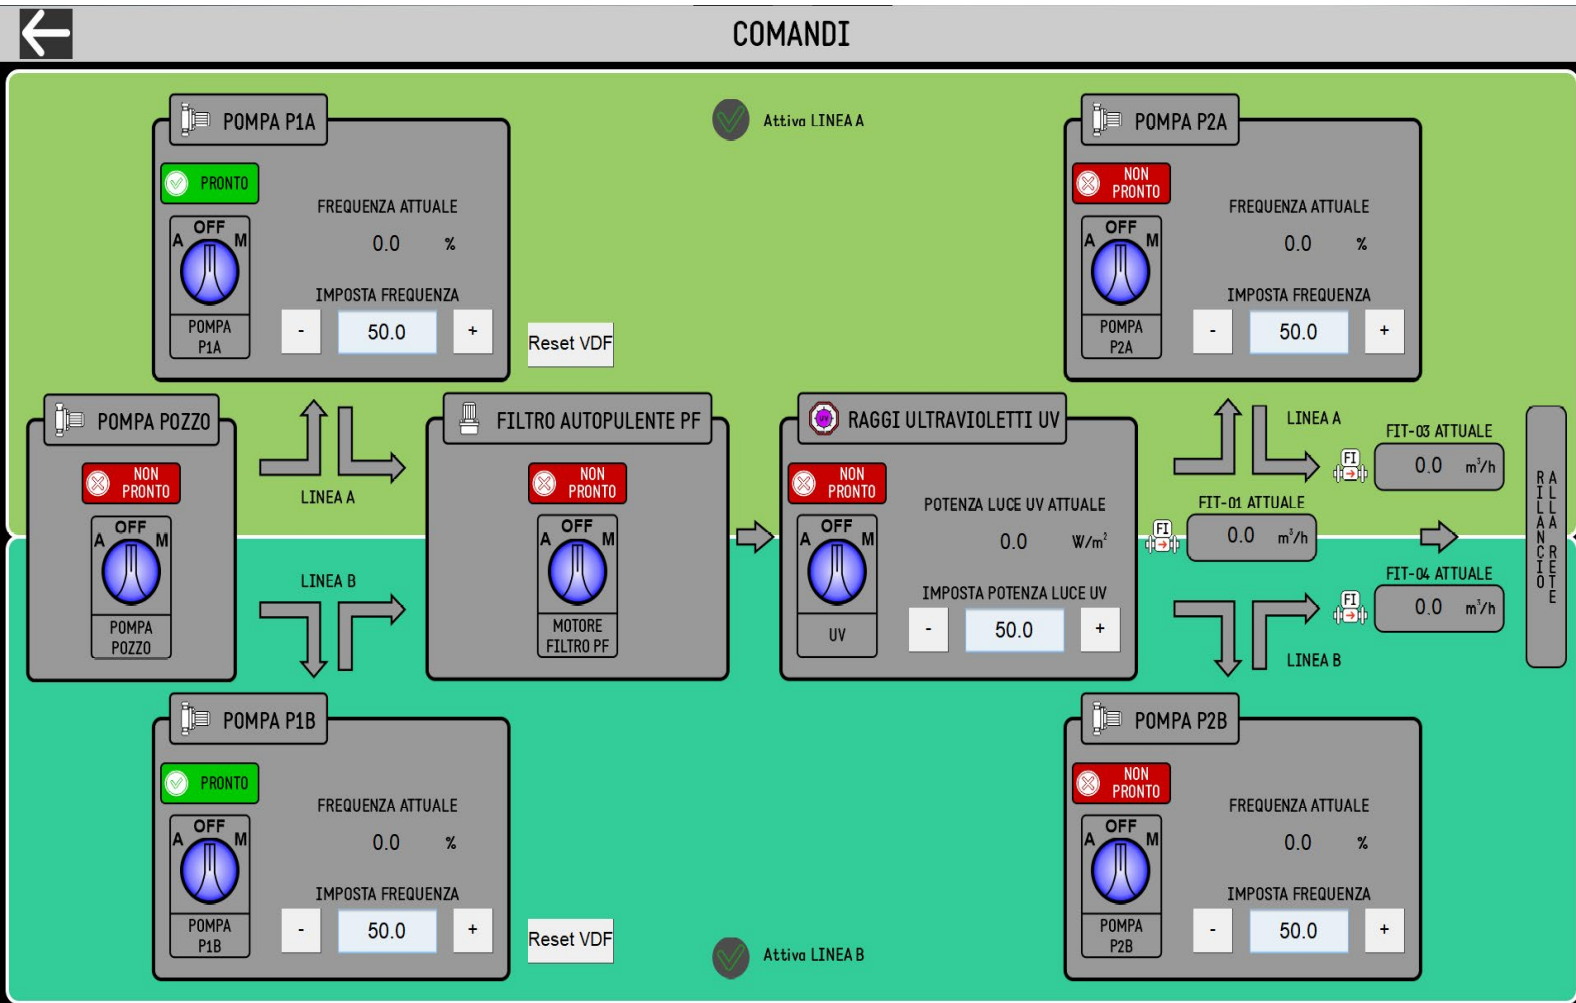 COMANDI
POMPA P1A
PRONTO
OFF
A M
POMPA
P1A
FREQUENZA ATTUALE
0.0 %
IMPOSTA FREQUENZA
- 50.0 +
Reset VDF
Attiva LINEA A
POMPA P2A
NON
PRONTO
OFF
A M
POMPA
P2A
FREQUENZA ATTUALE
0.0 %
IMPOSTA FREQUENZA
- 50.0 +
POMPA POZZO
NON
PRONTO
OFF
A M
POMPA
POZZO
LINEA A
LINEA B
FILTRO AUTOPULENTE PF
NON
PRONTO
OFF
A M
MOTORE
FILTRO PF
RAGGI ULTRAVIOLETTI UV
UV
NON
PRONTO
OFF
A M
UV
POTENZA LUCE UV ATTUALE
0.0 W/m²
IMPOSTA POTENZA LUCE UV
- 50.0 +
LINEA A
FIT-03 ATTUALE
FI
0.0 m³/h
FIT-01 ATTUALE
FI
0.0 m³/h
FIT-04 ATTUALE
FI
0.0 m³/h
LINEA B
RILANCIO
ALLA RETE
POMPA P1B
PRONTO
OFF
A M
POMPA
P1B
FREQUENZA ATTUALE
0.0 %
IMPOSTA FREQUENZA
- 50.0 +
Reset VDF
Attiva LINEA B
POMPA P2B
NON
PRONTO
OFF
A M
POMPA
P2B
FREQUENZA ATTUALE
0.0 %
IMPOSTA FREQUENZA
- 50.0 +